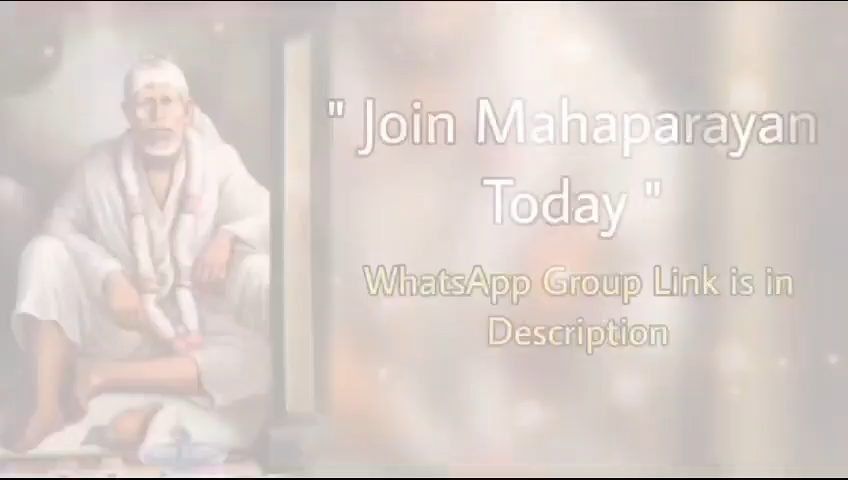 " Join Mahaparayan
Today "
WhatsApp Group Link is in
Description